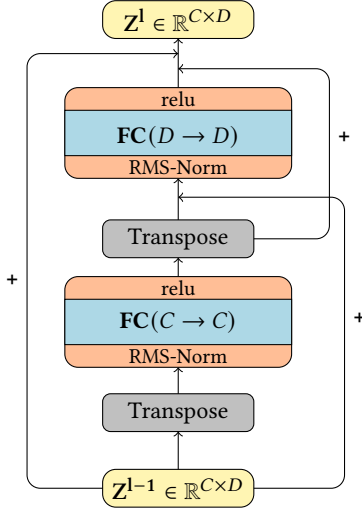 Z^l ∈ ℝ^{C×D}
+
relu
FC(D → D)
RMS-Norm
Transpose
+
+
relu
FC(C → C)
RMS-Norm
Transpose
Z^{l−1} ∈ ℝ^{C×D}